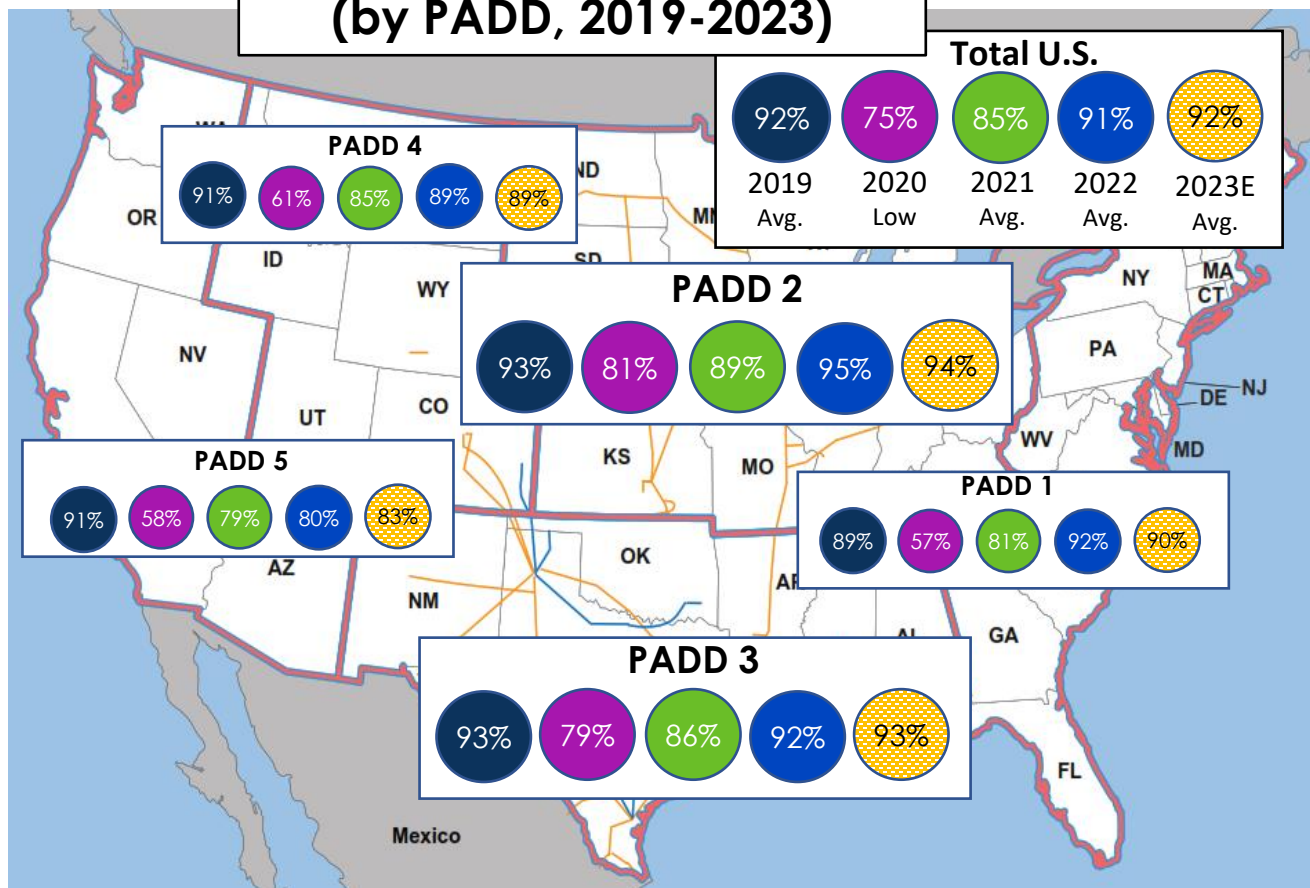 (by PADD, 2019-2023)
Total U.S.
92% 75% 85% 91% 92%
2019 2020 2021 2022 2023E
Avg. Low Avg. Avg. Avg.
PADD 4
91% 61% 85% 89% 89%
ND
OR
ID
SD
WY
NY
MA
CT
PADD 2
93% 81% 89% 95% 94%
NV
UT
CO
PA
NJ
DE
MD
WV
KS
MO
PADD 5
91% 58% 79% 80% 83%
PADD 1
89% 57% 81% 92% 90%
AZ
NM
OK
GA
PADD 3
93% 79% 86% 92% 93%
FL
Mexico